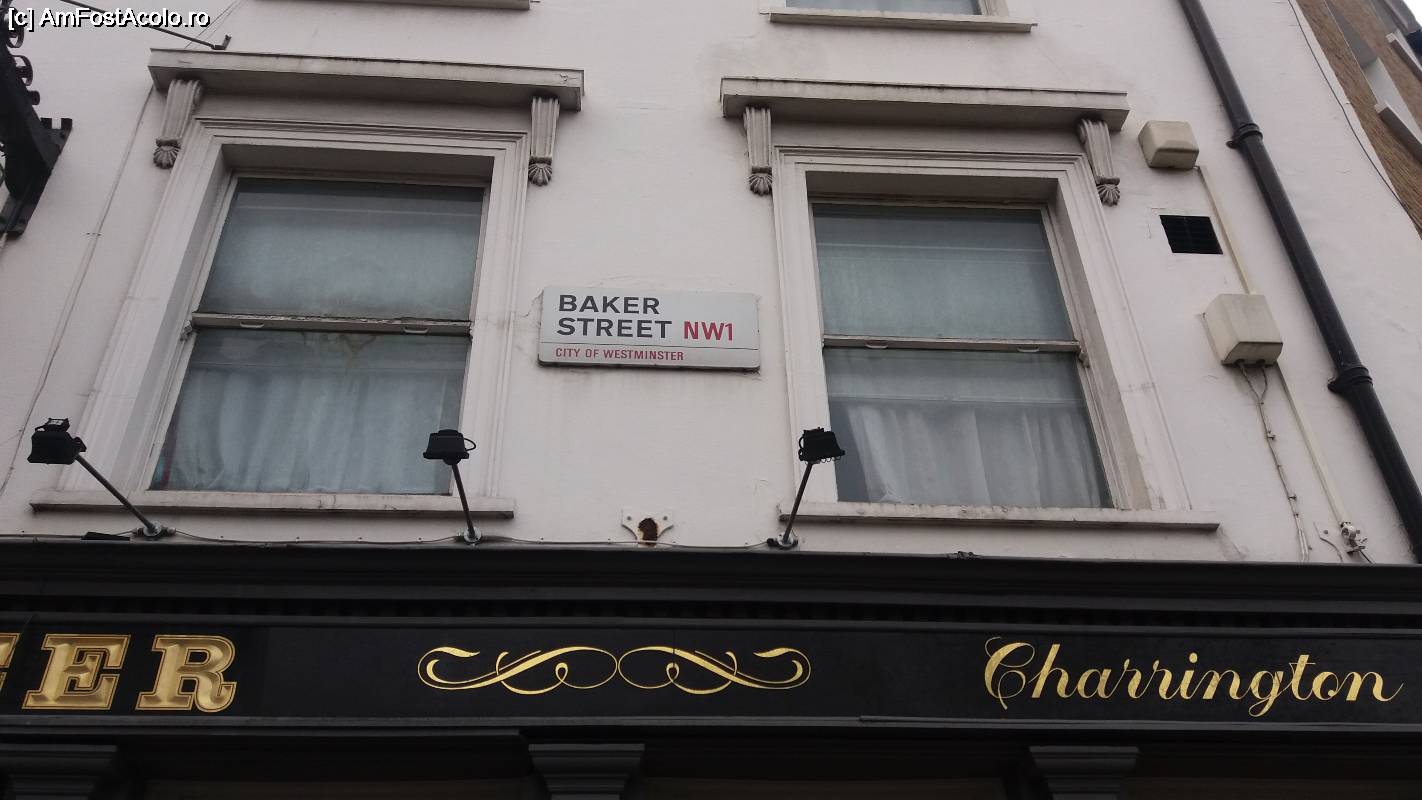 [c] AmFostAcolo.ro
BAKER
STREET NW1
CITY OF WESTMINSTER
ER Charrington